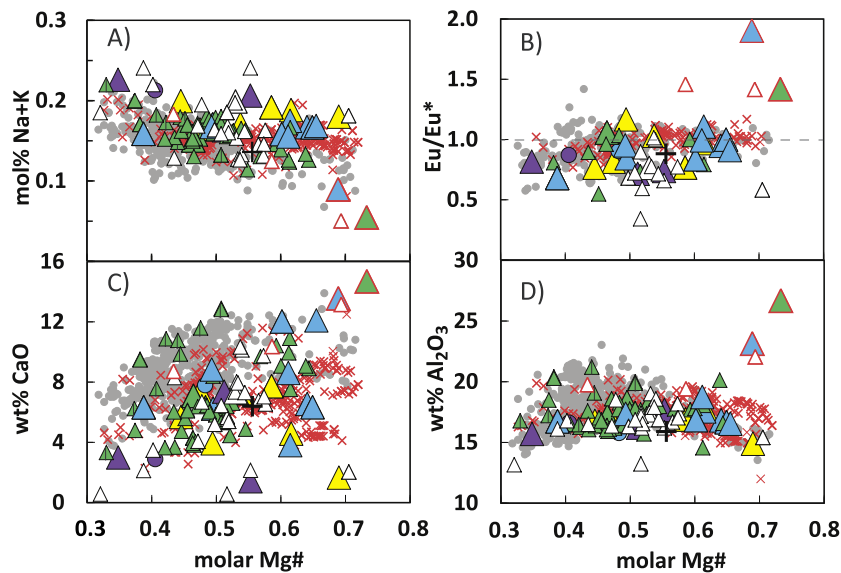 A)
mol% Na+K
0.3
0.2
0.1
B)
Eu/Eu*
2.0
1.5
1.0
0.5
C)
wt% CaO
16
12
8
4
0
0.3 0.4 0.5 0.6 0.7 0.8
molar Mg#
D)
wt% Al₂O₃
30
25
20
15
10
0.3 0.4 0.5 0.6 0.7 0.8
molar Mg#